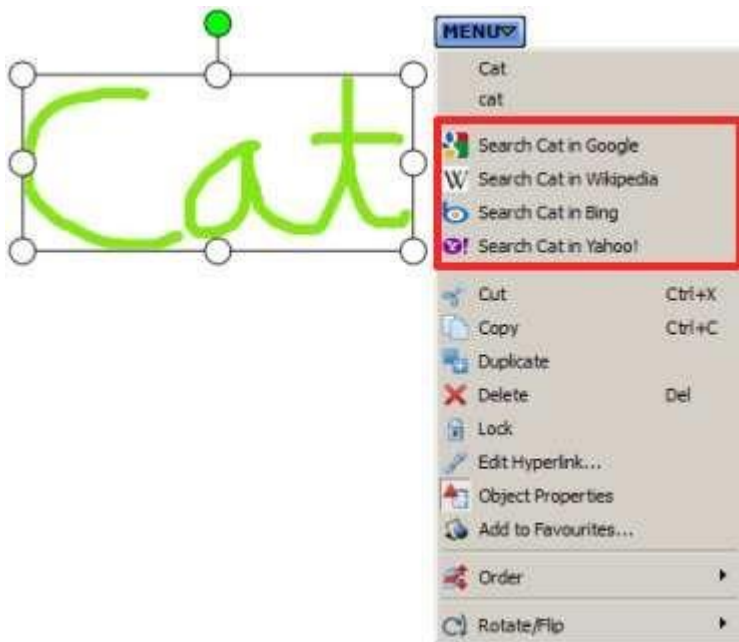 Cat
MENU
Cat
cat
Search Cat in Google
W Search Cat in Wikipedia
b Search Cat in Bing
Y! Search Cat in Yahoo!
Cut Ctrl+X
Copy Ctrl+C
Duplicate
Delete Del
Lock
Edit Hyperlink...
Object Properties
Add to Favourites...
Order
Rotate/Flip